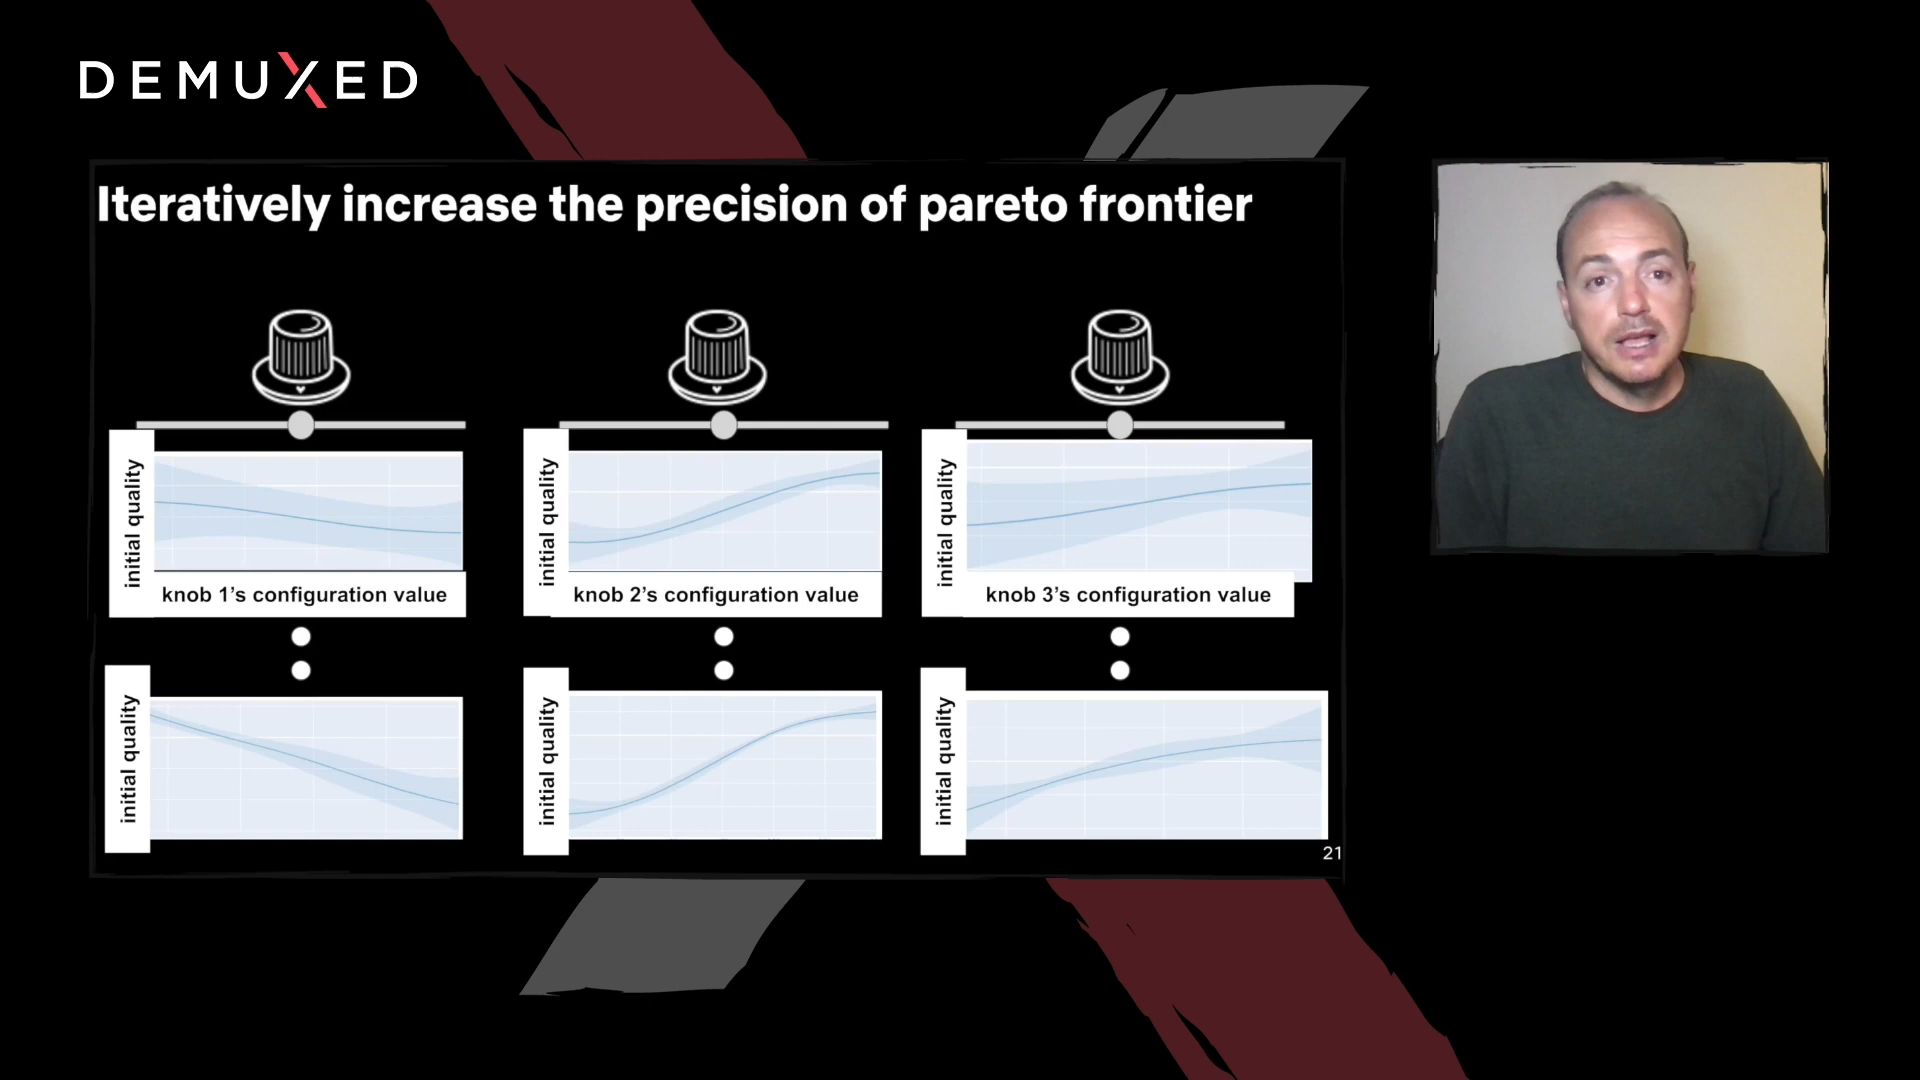 DEMUXED
Iteratively increase the precision of pareto frontier
initial quality
knob 1's configuration value
initial quality
knob 2's configuration value
initial quality
knob 3's configuration value
initial quality
initial quality
initial quality
21